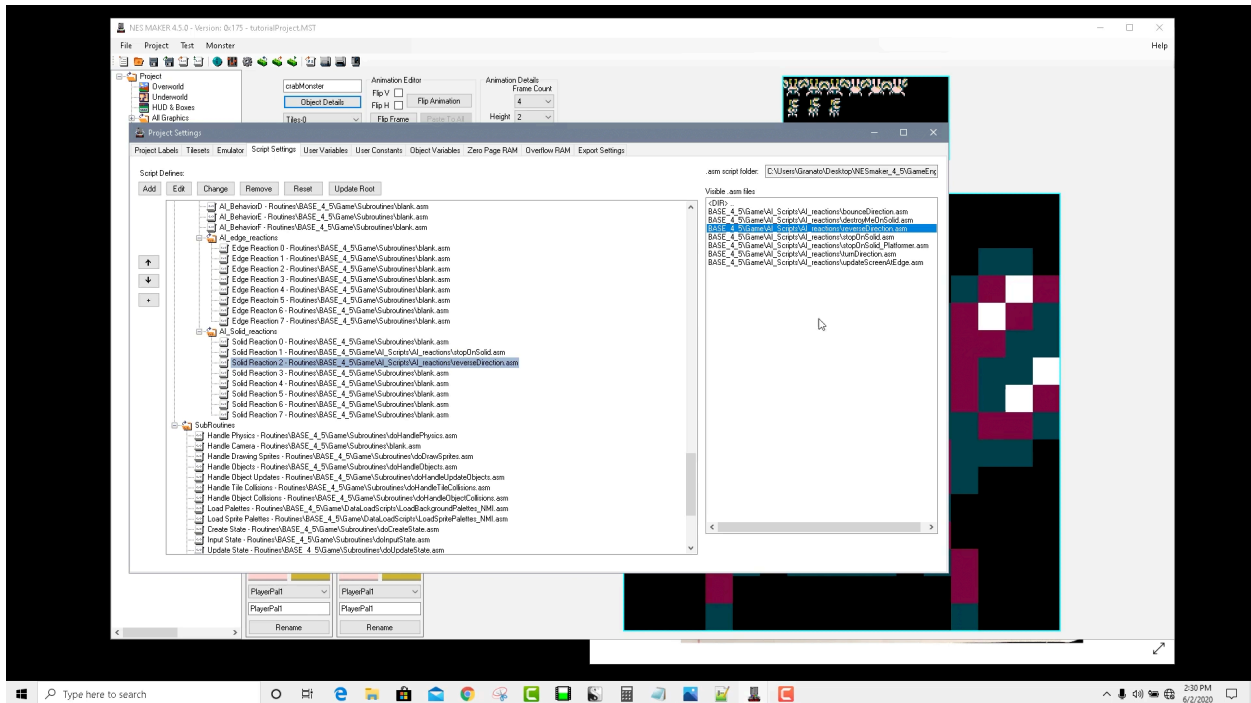 NES MAKER 4.5.0 - Version: 0x175 - tutorialProject.MST
File Project Test Monster Help
Project
Overworld
Underworld
HUD & Boxes
All Graphics
crabMonster
Object Details
Tiles-0
Animation Editor
Flip V
Flip H
Flip Animation
Flip Frame
Paste To All
Animation Details
Frame Count
4
Height 2
Project Settings
Project Labels Tilesets Emulator Script Settings User Variables User Constants Object Variables Zero Page RAM Overflow RAM Export Settings
Script Defines:
Add Edit Change Remove Reset Update Root
AI_BehaviorD - Routines\BASE_4_5\Game\Subroutines\blank.asm
AI_BehaviorE - Routines\BASE_4_5\Game\Subroutines\blank.asm
AI_BehaviorF - Routines\BASE_4_5\Game\Subroutines\blank.asm
AI_edge_reactions
Edge Reaction 0 - Routines\BASE_4_5\Game\Subroutines\blank.asm
Edge Reaction 1 - Routines\BASE_4_5\Game\Subroutines\blank.asm
Edge Reaction 2 - Routines\BASE_4_5\Game\Subroutines\blank.asm
Edge Reaction 3 - Routines\BASE_4_5\Game\Subroutines\blank.asm
Edge Reaction 4 - Routines\BASE_4_5\Game\Subroutines\blank.asm
Edge Reactoin 5 - Routines\BASE_4_5\Game\Subroutines\blank.asm
Edge Reacton 6 - Routines\BASE_4_5\Game\Subroutines\blank.asm
Edge Reaction 7 - Routines\BASE_4_5\Game\Subroutines\blank.asm
AI_Solid_reactions
Solid Reaction 0 - Routines\BASE_4_5\Game\Subroutines\blank.asm
Solid Reaction 1 - Routines\BASE_4_5\Game\AI_Scripts\AI_reactions\stopOnSolid.asm
Solid Reaction 2 - Routines\BASE_4_5\Game\AI_Scripts\AI_reactions\reverseDirection.asm
Solid Reaction 3 - Routines\BASE_4_5\Game\Subroutines\blank.asm
Solid Reaction 4 - Routines\BASE_4_5\Game\Subroutines\blank.asm
Solid Reaction 5 - Routines\BASE_4_5\Game\Subroutines\blank.asm
Solid Reaction 6 - Routines\BASE_4_5\Game\Subroutines\blank.asm
Solid Reaction 7 - Routines\BASE_4_5\Game\Subroutines\blank.asm
SubRoutines
Handle Physics - Routines\BASE_4_5\Game\Subroutines\doHandlePhysics.asm
Handle Camera - Routines\BASE_4_5\Game\Subroutines\blank.asm
Handle Drawing Sprites - Routines\BASE_4_5\Game\Subroutines\doDrawSprites.asm
Handle Objects - Routines\BASE_4_5\Game\Subroutines\doHandleObjects.asm
Handle Object Updates - Routines\BASE_4_5\Game\Subroutines\doHandleUpdateObjects.asm
Handle Tile Collisions - Routines\BASE_4_5\Game\Subroutines\doHandleTileCollisions.asm
Handle Object Collisions - Routines\BASE_4_5\Game\Subroutines\doHandleObjectCollisions.asm
Load Palettes - Routines\BASE_4_5\Game\DataLoadScripts\LoadBackgroundPalettes_NMI.asm
Load Sprite Palettes - Routines\BASE_4_5\Game\DataLoadScripts\LoadSpritePalettes_NMI.asm
Create State - Routines\BASE_4_5\Game\Subroutines\doCreateState.asm
Input State - Routines\BASE_4_5\Game\Subroutines\doInputState.asm
Update State - Routines\BASE_4_5\Game\Subroutines\doUpdateState.asm
.asm script folder: C:\Users\Granato\Desktop\NESmaker_4_5\GameEng
Visible .asm files
<DIR> ..
BASE_4_5\Game\AI_Scripts\AI_reactions\bounceDirection.asm
BASE_4_5\Game\AI_Scripts\AI_reactions\destroyMeOnSolid.asm
BASE_4_5\Game\AI_Scripts\AI_reactions\reverseDirection.asm
BASE_4_5\Game\AI_Scripts\AI_reactions\stopOnSolid.asm
BASE_4_5\Game\AI_Scripts\AI_reactions\stopOnSolid_Platformer.asm
BASE_4_5\Game\AI_Scripts\AI_reactions\turnDirection.asm
BASE_4_5\Game\AI_Scripts\AI_reactions\updateScreenAtEdge.asm
PlayerPal1 PlayerPal1
PlayerPal1 PlayerPal1
Rename Rename
Type here to search
2:30 PM
6/2/2020